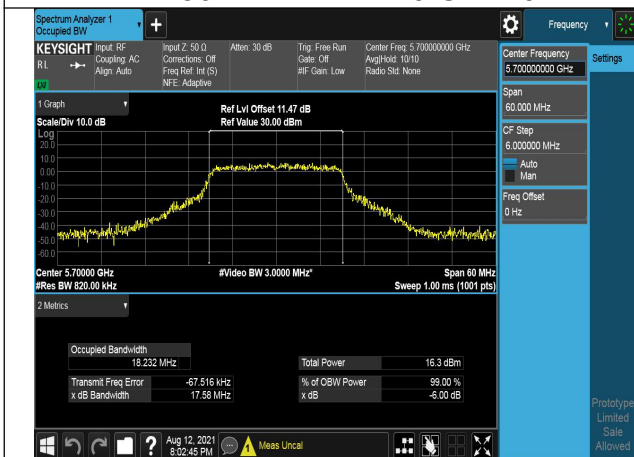 Spectrum Analyzer 1
Occupied BW
Frequency
KEYSIGHT
Input: RF
Input Z: 50 Ω
Atten: 30 dB
Trig: Free Run
Center Freq: 5.700000000 GHz
RL
Coupling: AC
Corrections: Off
Gate: Off
Avg|Hold: 10/10
Align: Auto
Freq Ref: Int (S)
#IF Gain: Low
Radio Std: None
NFE: Adaptive
Center Frequency
5.700000000 GHz
Settings
Span
60.000 MHz
CF Step
6.000000 MHz
Auto
Man
Freq Offset
0 Hz
1 Graph
Ref Lvl Offset 11.47 dB
Scale/Div 10.0 dB
Ref Value 30.00 dBm
Log
20.0
10.0
0.00
-10.0
-20.0
-30.0
-40.0
-50.0
-60.0
Center 5.70000 GHz
#Video BW 3.0000 MHz*
Span 60 MHz
#Res BW 820.00 kHz
Sweep 1.00 ms (1001 pts)
2 Metrics
Occupied Bandwidth
18.232 MHz
Total Power
16.3 dBm
Transmit Freq Error
-67.516 kHz
% of OBW Power
99.00 %
x dB Bandwidth
17.58 MHz
x dB
-6.00 dB
Prototype
Limited
Sale
Allowed
?
Aug 12, 2021
8:02:45 PM
Meas Uncal